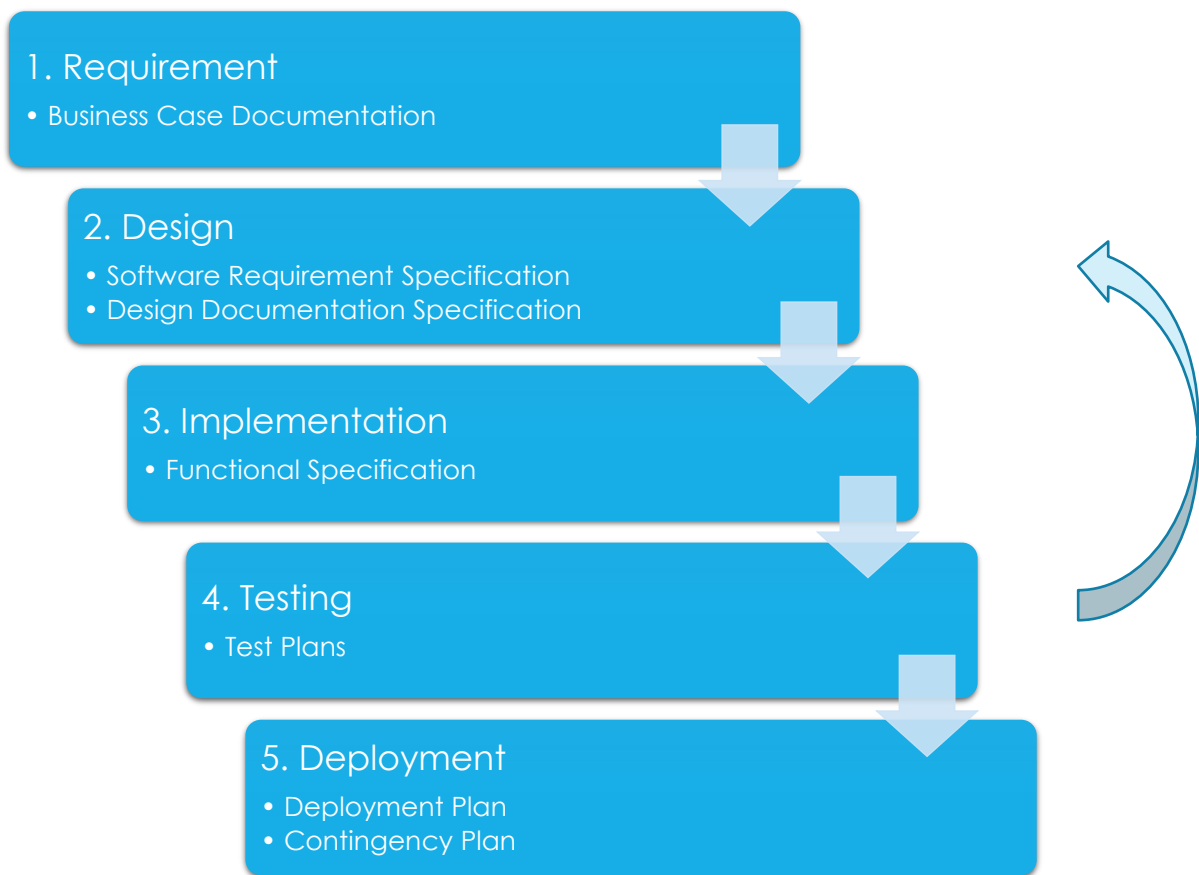 1. Requirement
• Business Case Documentation
2. Design
• Software Requirement Specification
• Design Documentation Specification
3. Implementation
• Functional Specification
4. Testing
• Test Plans
5. Deployment
• Deployment Plan
• Contingency Plan